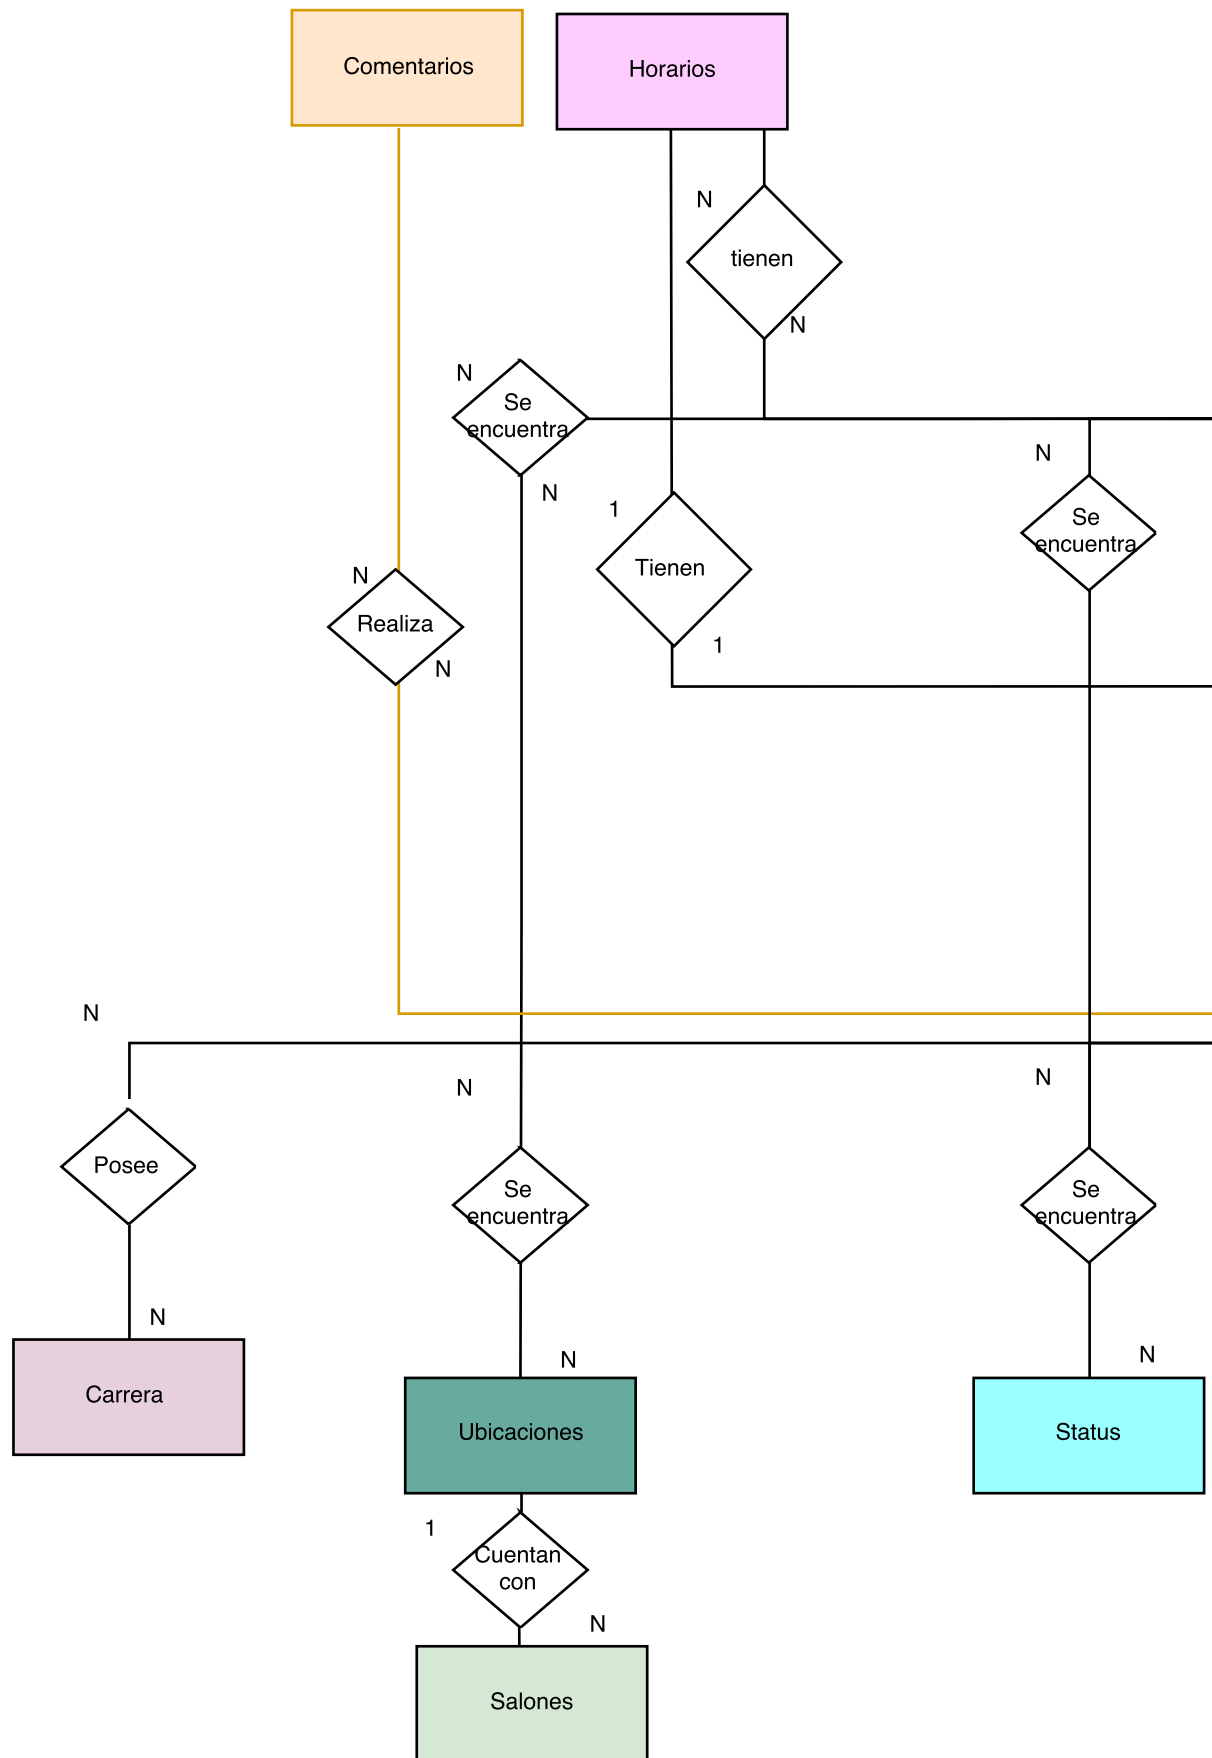 Comentarios
Horarios
N
tienen
N
N
Se
encuentra
N
N
1
Se
encuentra
Tienen
N
Realiza
1
N
N
N
N
Posee
Se
encuentra
Se
encuentra
N
N
N
Carrera
Ubicaciones
Status
1
Cuentan
con
N
Salones